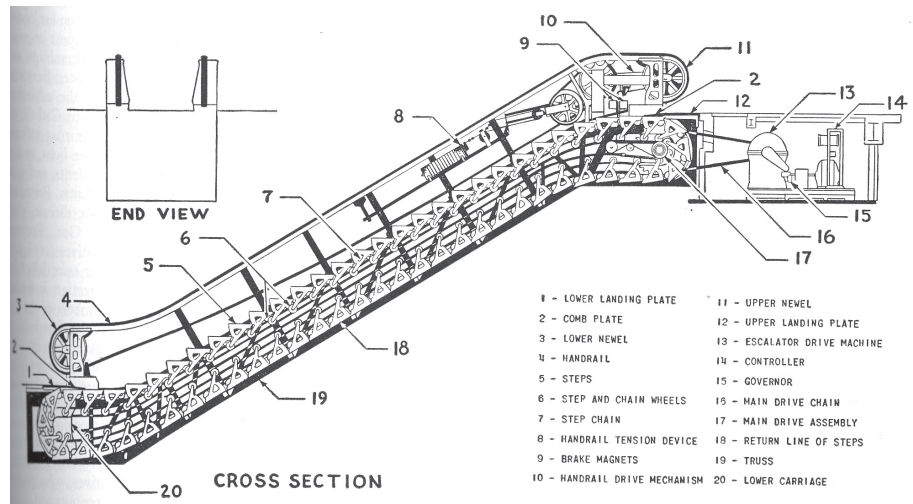 END VIEW
10
9
11
2
12
13
14
8
7
6
5
4
3
2
1
15
16
17
18
19
20
CROSS SECTION
1 - LOWER LANDING PLATE
2 - COMB PLATE
3 - LOWER NEWEL
4 - HANDRAIL
5 - STEPS
6 - STEP AND CHAIN WHEELS
7 - STEP CHAIN
8 - HANDRAIL TENSION DEVICE
9 - BRAKE MAGNETS
10 - HANDRAIL DRIVE MECHANISM
11 - UPPER NEWEL
12 - UPPER LANDING PLATE
13 - ESCALATOR DRIVE MACHINE
14 - CONTROLLER
15 - GOVERNOR
16 - MAIN DRIVE CHAIN
17 - MAIN DRIVE ASSEMBLY
18 - RETURN LINE OF STEPS
19 - TRUSS
20 - LOWER CARRIAGE